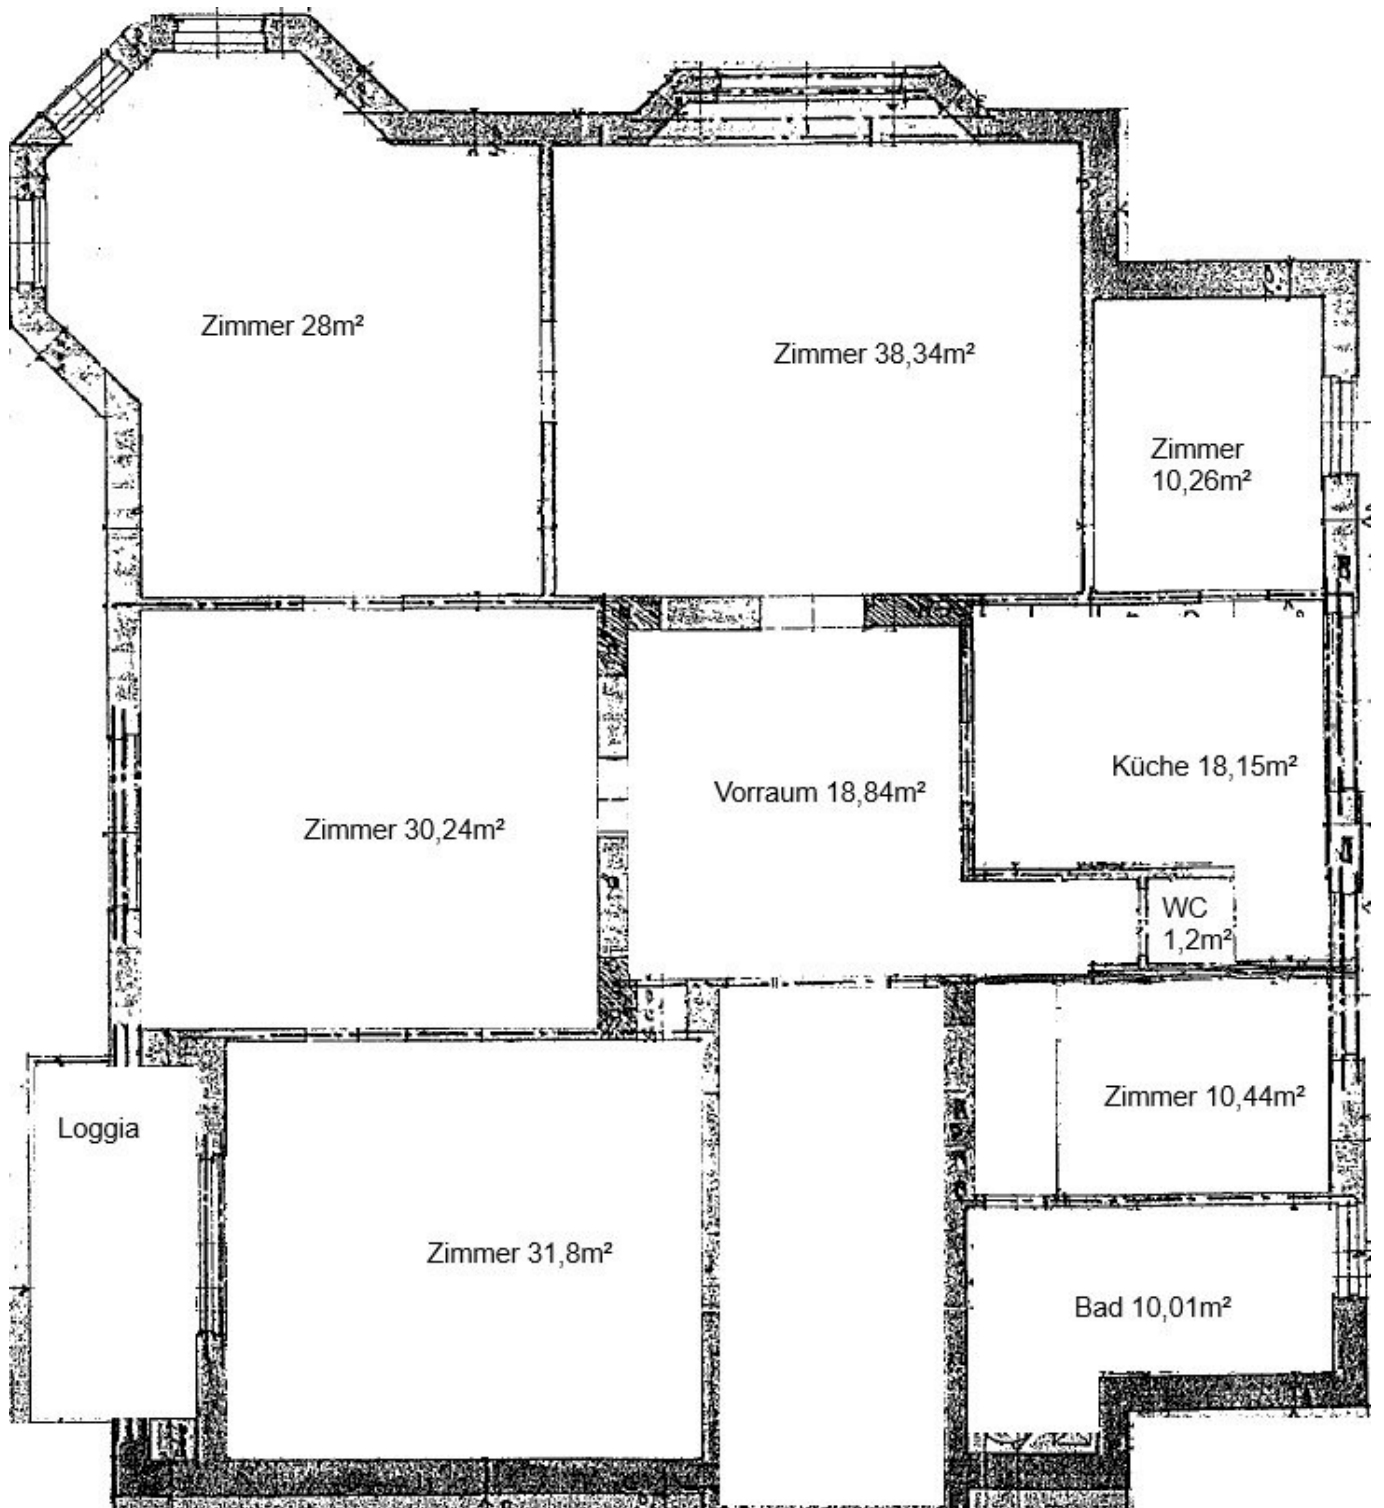 Zimmer 28m²
Zimmer 38,34m²
Zimmer
10,26m²
Zimmer 30,24m²
Vorraum 18,84m²
Küche 18,15m²
WC
1,2m²
Loggia
Zimmer 10,44m²
Zimmer 31,8m²
Bad 10,01m²